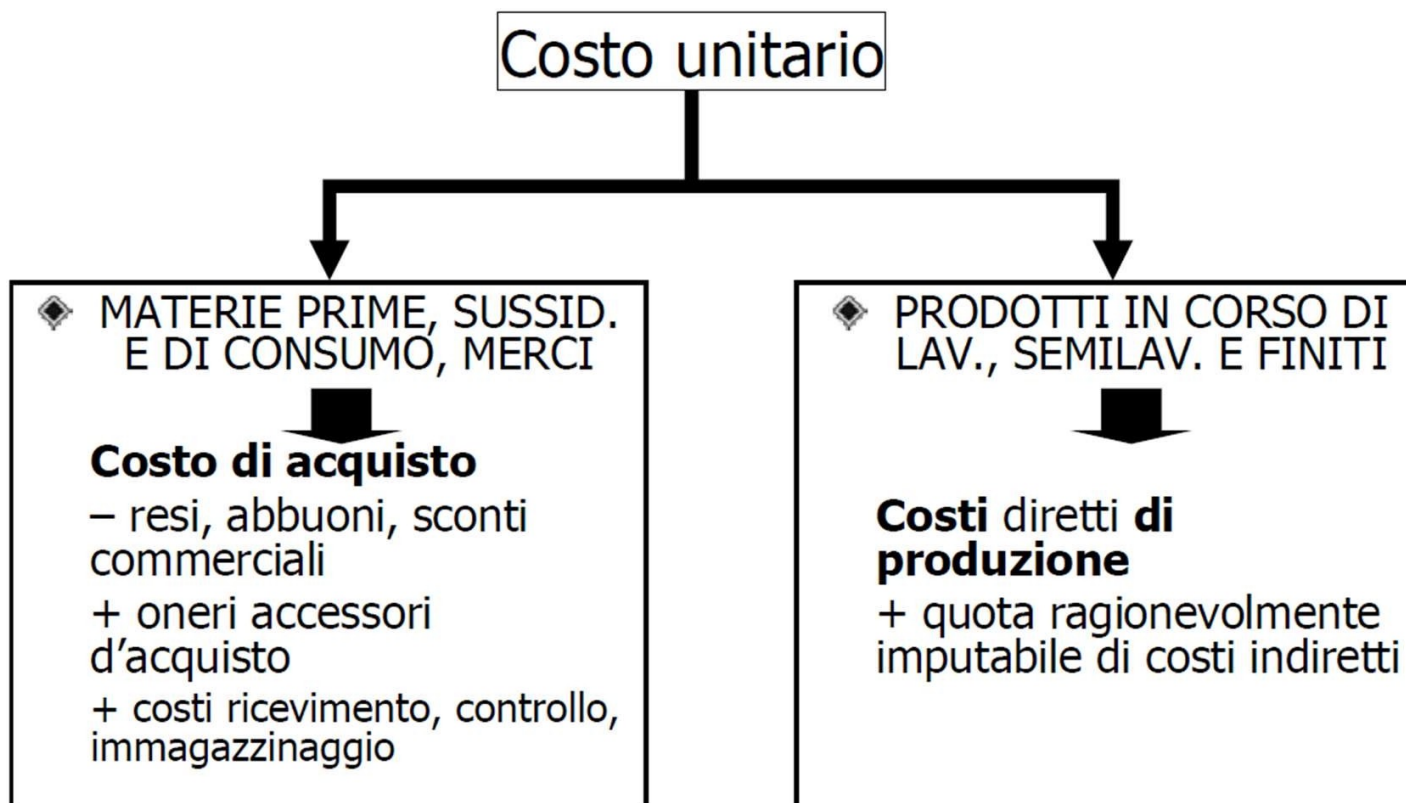 Costo unitario
MATERIE PRIME, SUSSID.
E DI CONSUMO, MERCI
Costo di acquisto
– resi, abbuoni, sconti
commerciali
+ oneri accessori
d’acquisto
+ costi ricevimento, controllo,
immagazzinaggio
PRODOTTI IN CORSO DI
LAV., SEMILAV. E FINITI
Costi diretti di
produzione
+ quota ragionevolmente
imputabile di costi indiretti